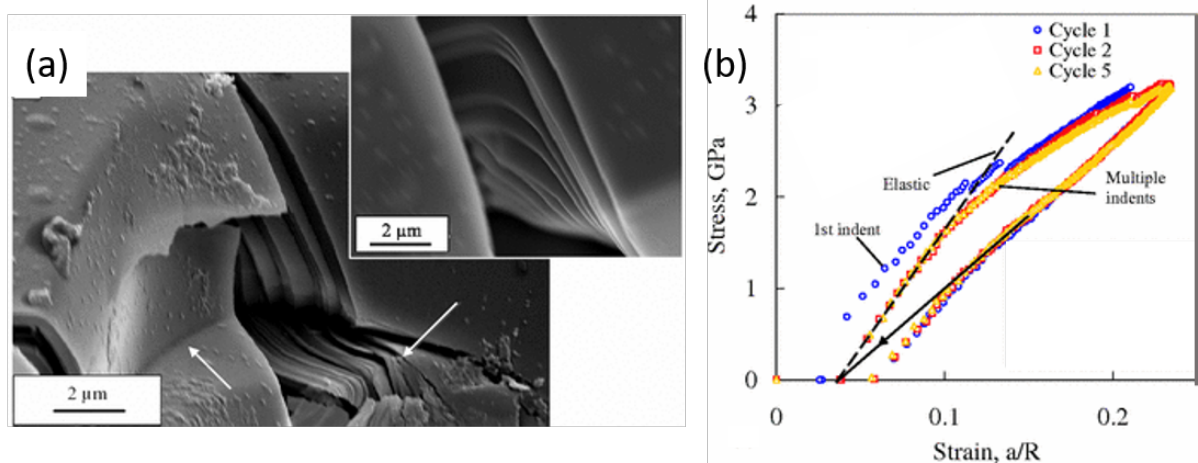 (a)
2 µm
2 µm
(b)
Cycle 1
Cycle 2
Cycle 5
4
3
2
1
0
Stress, GPa
Elastic
1st indent
Multiple
indents
0
0.1
0.2
Strain, a/R